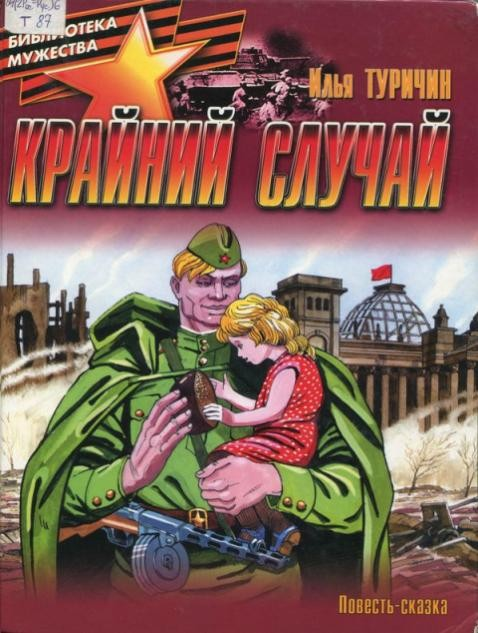 Т 87
БИБЛИОТЕКА
МУЖЕСТВА
Илья ТУРИЧИН
КРАЙНИЙ СЛУЧАЙ
Повесть-сказка